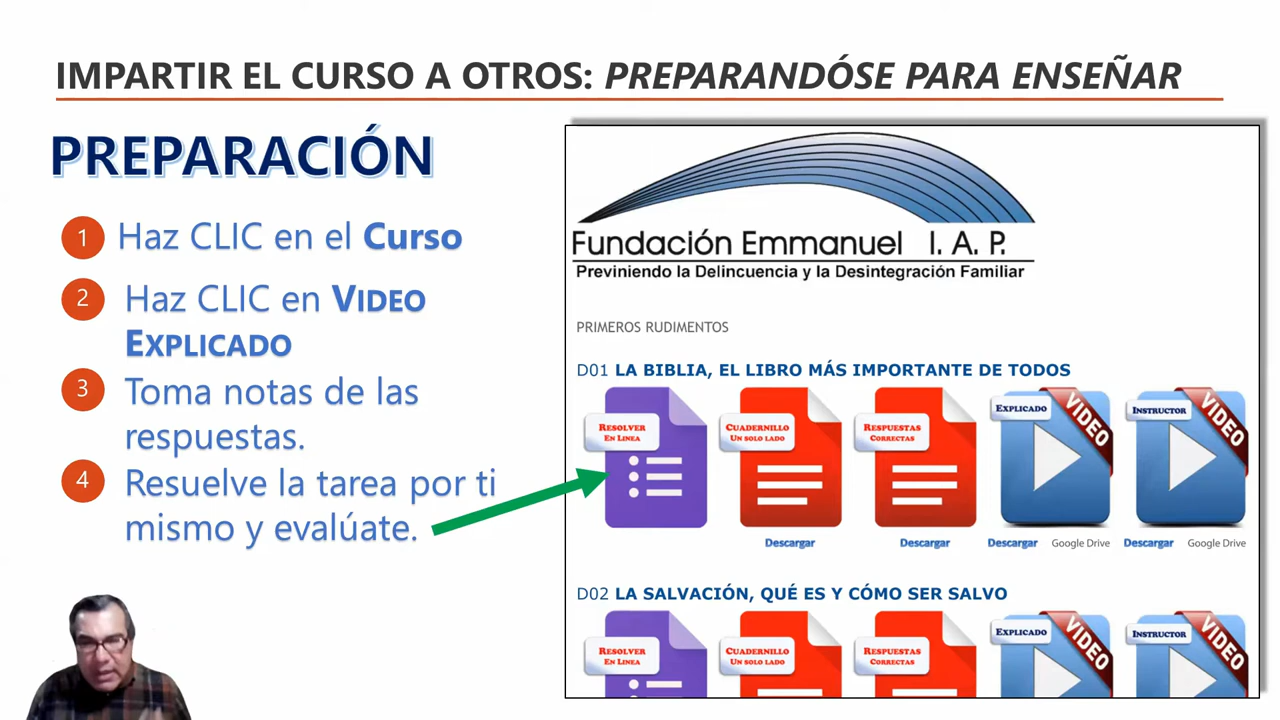 IMPARTIR EL CURSO A OTROS: PREPARANDÓSE PARA ENSEÑAR
PREPARACIÓN
1 Haz CLIC en el Curso
2 Haz CLIC en VIDEO
EXPLICADO
3 Toma notas de las
respuestas.
4 Resuelve la tarea por ti
mismo y evalúate.
Fundación Emmanuel I. A. P.
Previniendo la Delincuencia y la Desintegración Familiar
PRIMEROS RUDIMENTOS
D01 LA BIBLIA, EL LIBRO MÁS IMPORTANTE DE TODOS
RESOLVER
EN LINEA
CUADERNILLO
UN SOLO LADO
RESPUESTAS
CORRECTAS
EXPLICADO
VIDEO
INSTRUCTOR
VIDEO
Descargar
Descargar
Descargar Google Drive
Descargar Google Drive
D02 LA SALVACIÓN, QUÉ ES Y CÓMO SER SALVO
RESOLVER
EN LINEA
CUADERNILLO
UN SOLO LADO
RESPUESTAS
CORRECTAS
EXPLICADO
VIDEO
INSTRUCTOR
VIDEO